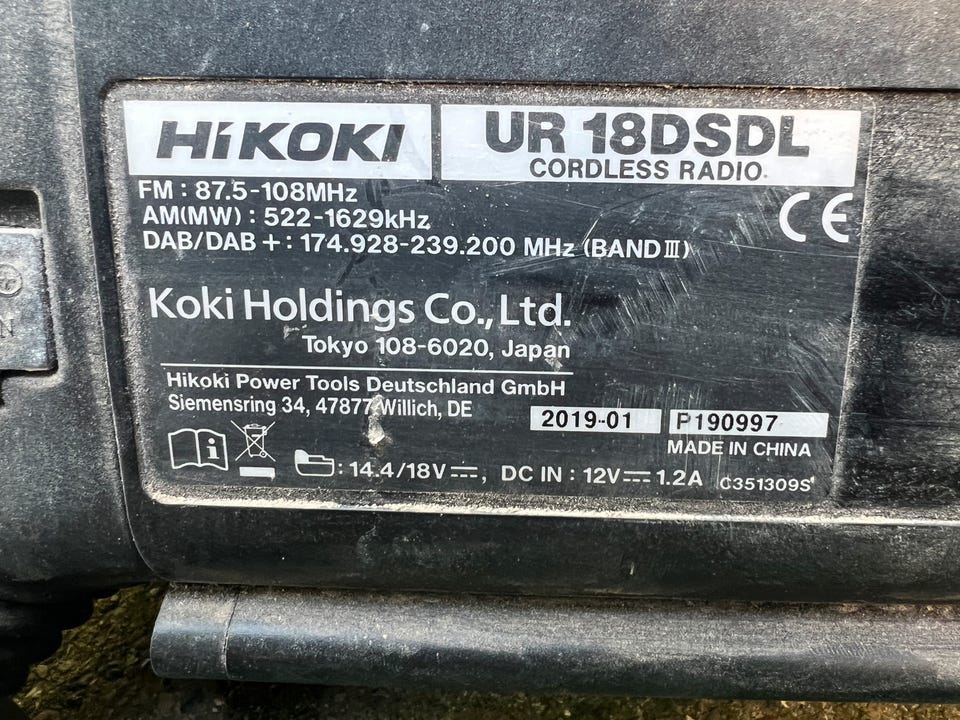 HiKOKI
UR 18DSDL
CORDLESS RADIO
FM : 87.5-108MHz
AM(MW) : 522-1629kHz
DAB/DAB + : 174.928-239.200 MHz (BAND Ⅲ)
CE
Koki Holdings Co., Ltd.
Tokyo 108-6020, Japan
Hikoki Power Tools Deutschland GmbH
Siemensring 34, 47877 Willich, DE
2019-01
P190997
MADE IN CHINA
: 14.4/18V⎓, DC IN : 12V⎓ 1.2A
C351309S
N